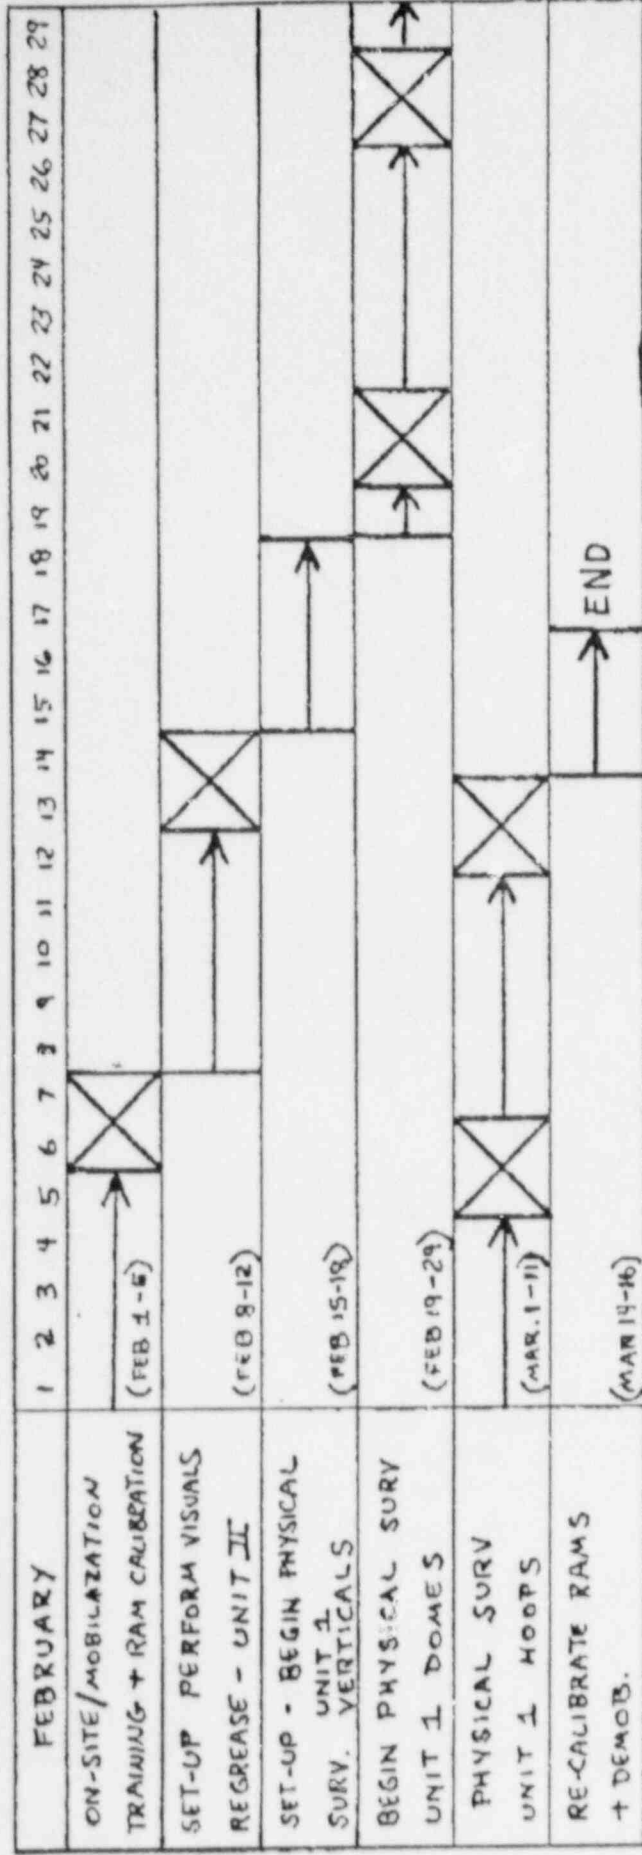 FEBRUARY 1 2 3 4 5 6 7 8 9 10 11 12 13 14 15 16 17 18 19 20 21 22 23 24 25 26 27 28 29
ON-SITE/MOBILAZATION
TRAINING + RAM CALIBRATION
(FEB 1-5)
SET-UP PERFORM VISUALS
REGREASE - UNIT II
(FEB 8-12)
SET-UP - BEGIN PHYSICAL
SURV. UNIT 1
VERTICALS
(FEB 15-18)
BEGIN PHYSICAL SURV
UNIT 1 DOMES
(FEB 19-29)
PHYSICAL SURV
UNIT 1 HOOPS
(MAR. 1-11)
RE-CALIBRATE RAMS
+ DEMOB.
(MAR 14-16)
END